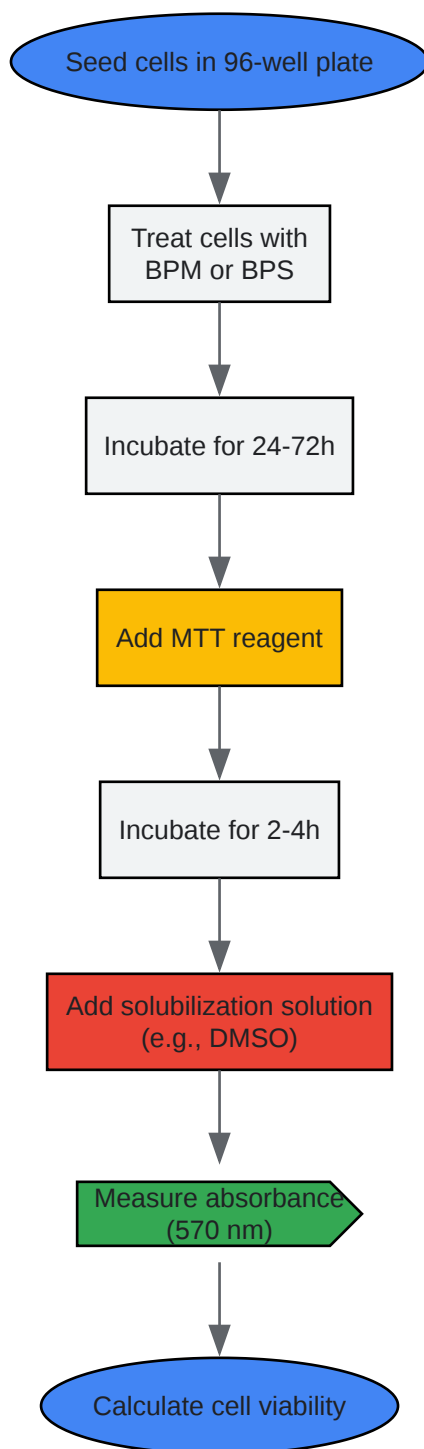 Seed cells in 96-well plate
Treat cells with
BPM or BPS
Incubate for 24-72h
Add MTT reagent
Incubate for 2-4h
Add solubilization solution
(e.g., DMSO)
Measure absorbance
(570 nm)
Calculate cell viability